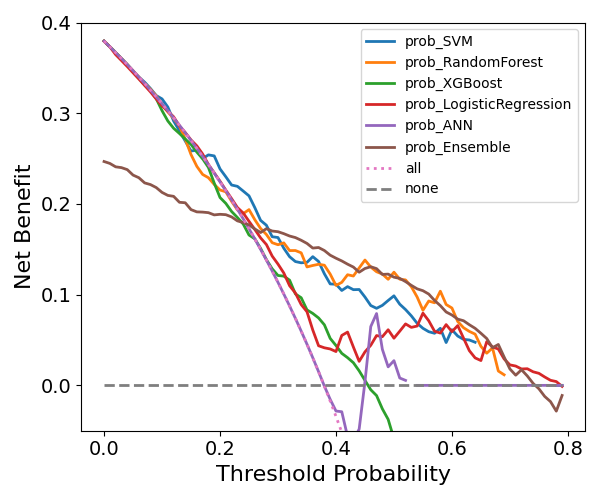 0.4
0.3
0.2
0.1
0.0
Net Benefit
prob_SVM
prob_RandomForest
prob_XGBoost
prob_LogisticRegression
prob_ANN
prob_Ensemble
all
none
0.0 0.2 0.4 0.6 0.8
Threshold Probability